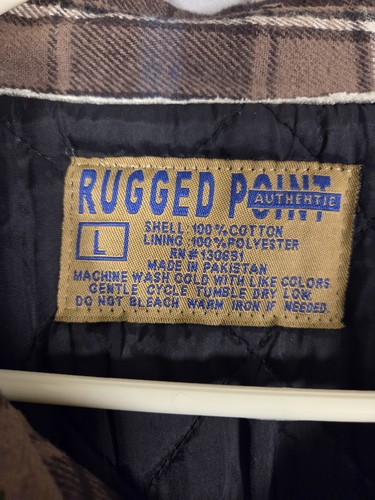 RUGGED POINT
AUTHENTIC
L
SHELL: 100% COTTON
LINING: 100% POLYESTER
RN# 130691
MADE IN PAKISTAN
MACHINE WASH COLD WITH LIKE COLORS
GENTLE CYCLE TUMBLE DRY LOW
DO NOT BLEACH WARM IRON IF NEEDED